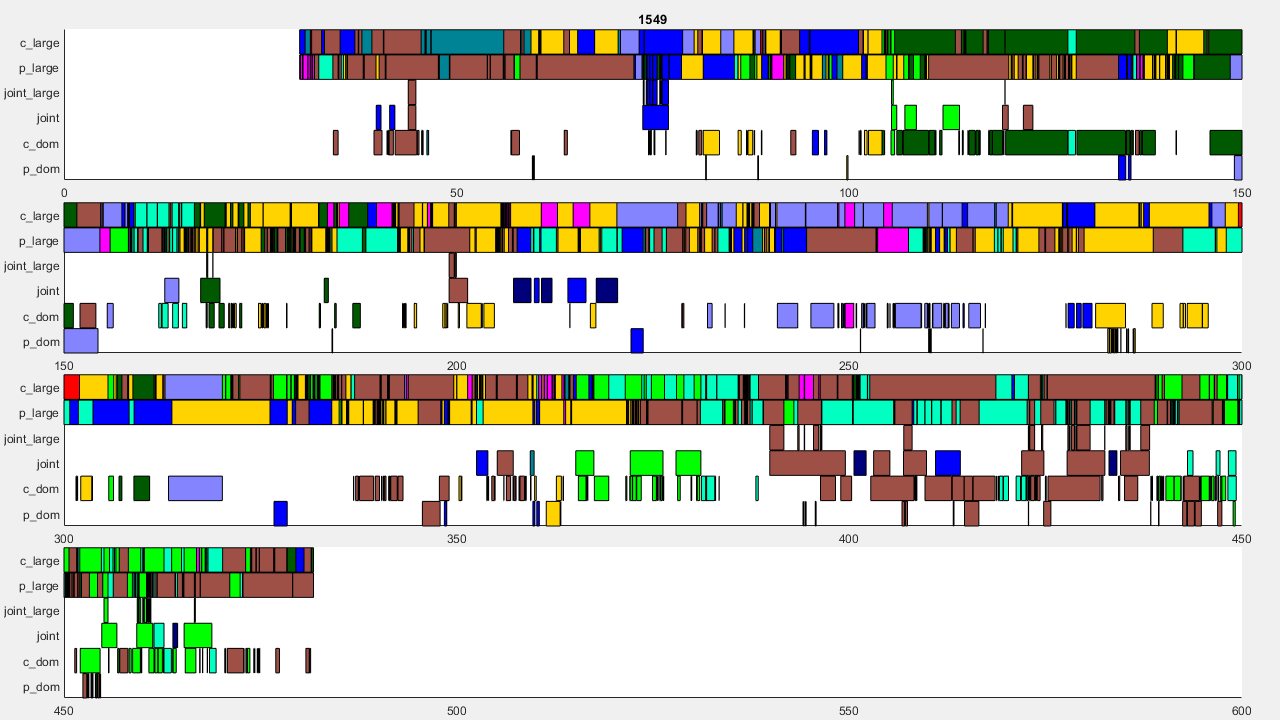 1549
c_large
p_large
joint_large
joint
c_dom
p_dom
0 50 100 150
c_large
p_large
joint_large
joint
c_dom
p_dom
150 200 250 300
c_large
p_large
joint_large
joint
c_dom
p_dom
300 350 400 450
c_large
p_large
joint_large
joint
c_dom
p_dom
450 500 550 600